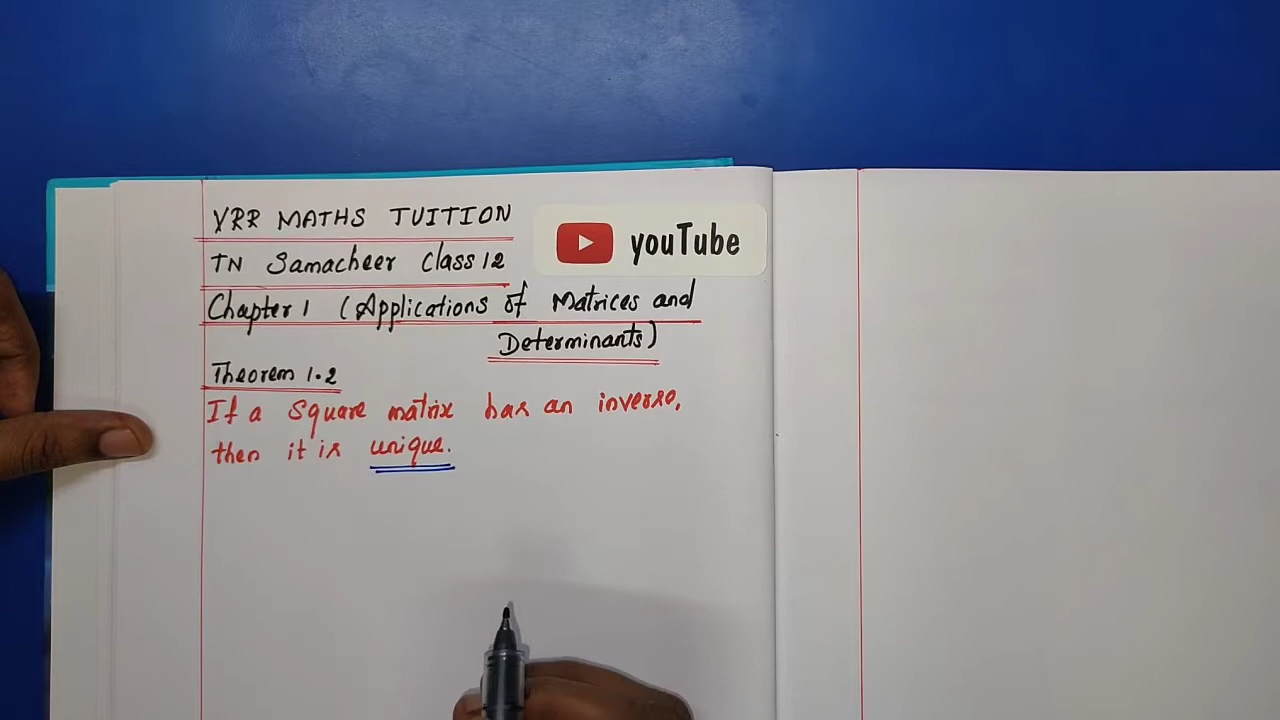 YRR MATHS TUITION
youTube
TN Samacheer Class 12
Chapter 1 (Applications of Matrices and
Determinants)
Theorem 1.2
If a square matrix has an inverse,
then it is unique.